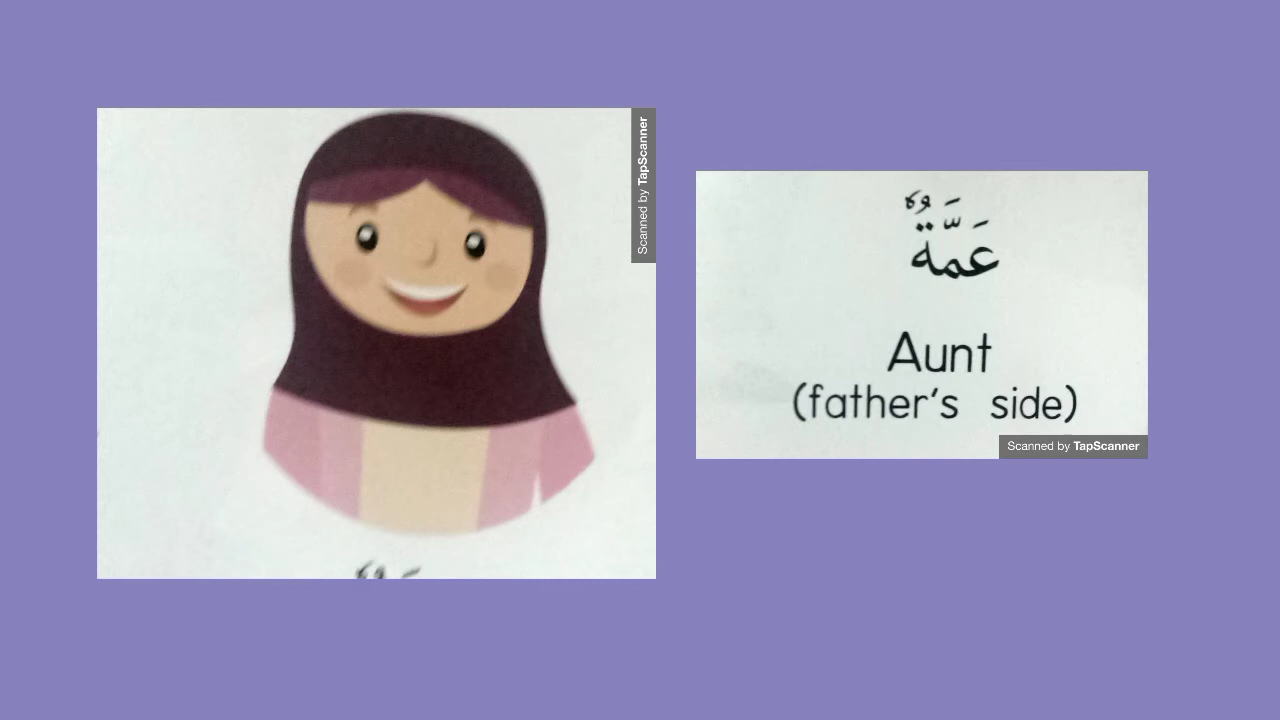 Scanned by TapScanner
عَمَّةٌ
Aunt
(father's side)
Scanned by TapScanner